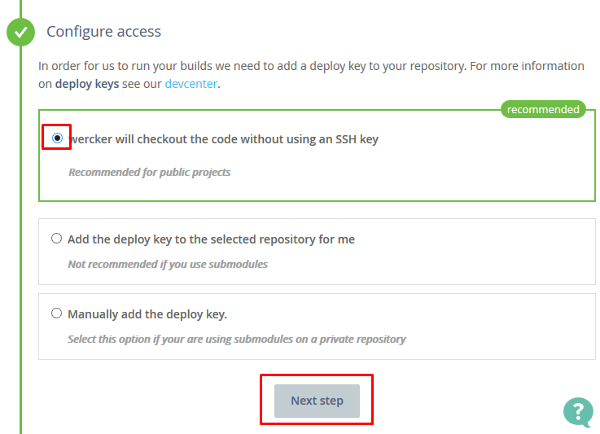 Configure access
In order for us to run your builds we need to add a deploy key to your repository. For more information
on deploy keys see our devcenter.
recommended
wercker will checkout the code without using an SSH key
Recommended for public projects
Add the deploy key to the selected repository for me
Not recommended if you use submodules
Manually add the deploy key.
Select this option if your are using submodules on a private repository
Next step
?